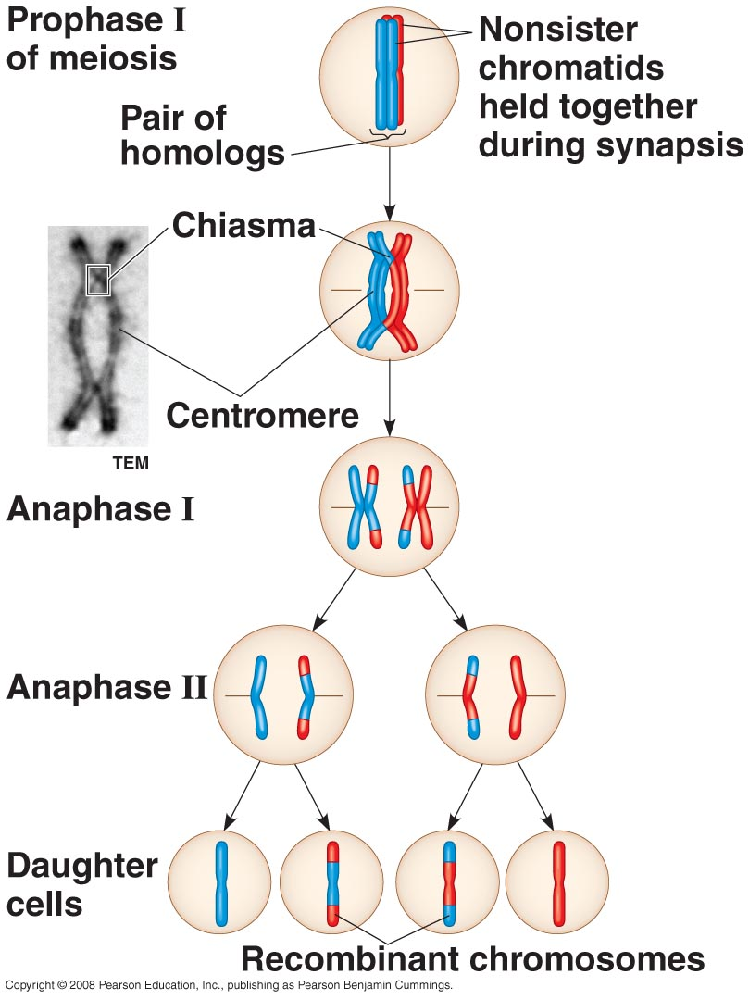 Prophase I
of meiosis
Nonsister
chromatids
held together
during synapsis
Pair of
homologs
Chiasma
Centromere
TEM
Anaphase I
Anaphase II
Daughter
cells
Recombinant chromosomes
Copyright © 2008 Pearson Education, Inc., publishing as Pearson Benjamin Cummings.